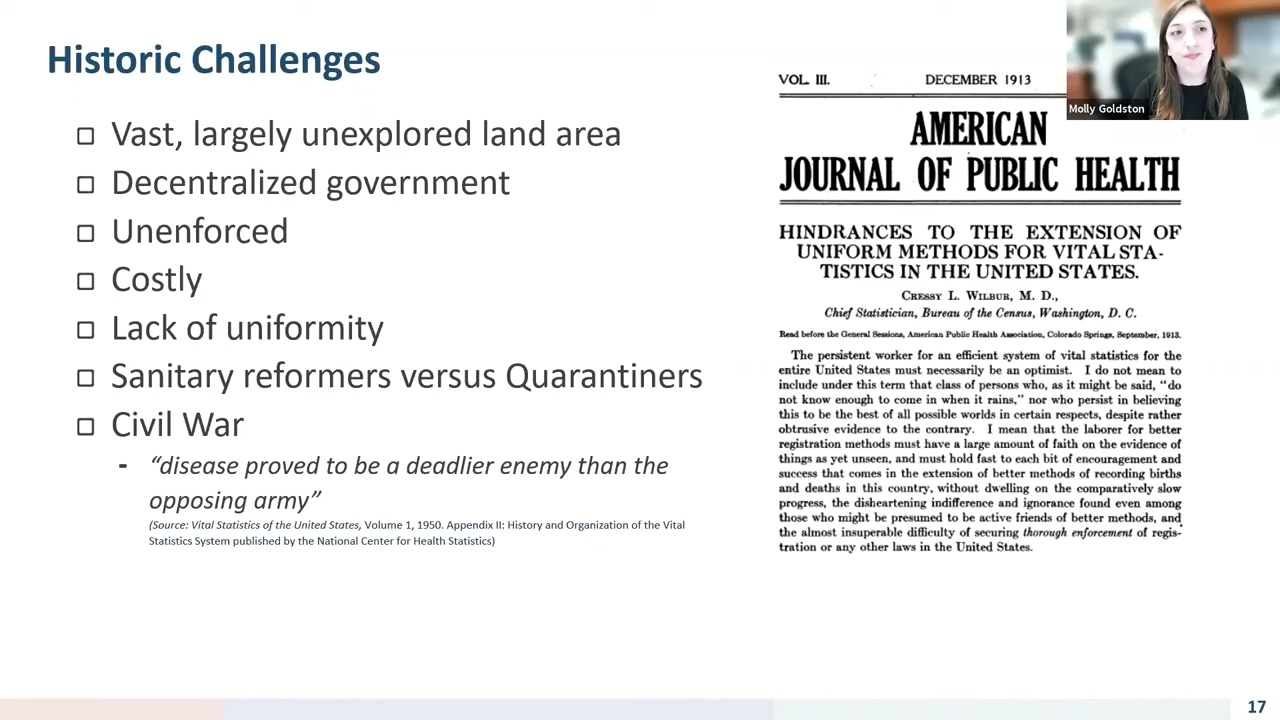 Historic Challenges
Vast, largely unexplored land area
Decentralized government
Unenforced
Costly
Lack of uniformity
Sanitary reformers versus Quarantiners
Civil War
- “disease proved to be a deadlier enemy than the
opposing army”
(Source: Vital Statistics of the United States, Volume 1, 1950. Appendix II: History and Organization of the Vital
Statistics System published by the National Center for Health Statistics)
VOL. III. DECEMBER 1913
AMERICAN
JOURNAL OF PUBLIC HEALTH
HINDRANCES TO THE EXTENSION OF
UNIFORM METHODS FOR VITAL STA-
TISTICS IN THE UNITED STATES.
CRESSY L. WILBUR, M. D.,
Chief Statistician, Bureau of the Census, Washington, D. C.
Read before the General Sessions, American Public Health Association, Colorado Springs, September, 1913.
The persistent worker for an efficient system of vital statistics for the
entire United States must necessarily be an optimist. I do not mean to
include under this term that class of persons who, as it might be said, “do
not know enough to come in when it rains,” nor who persist in believing
this to be the best of all possible worlds in certain respects, despite rather
obtrusive evidence to the contrary. I mean that the laborer for better
registration methods must have a large amount of faith on the evidence of
things as yet unseen, and must hold fast to each bit of encouragement and
success that comes in the extension of better methods of recording births
and deaths in this country, without dwelling on the comparatively slow
progress, the disheartening indifference and ignorance found even among
those who might be presumed to be active friends of better methods, and
the almost insuperable difficulty of securing thorough enforcement of regis-
tration or any other laws in the United States.
Molly Goldston
17